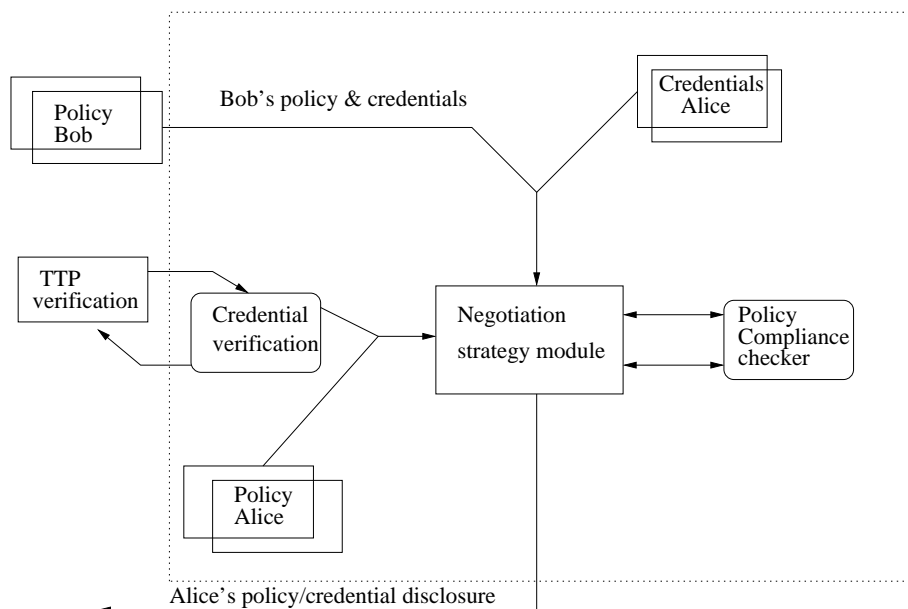 Bob's policy & credentials
Credentials
Alice
Policy
Bob
TTP
verification
Credential
verification
Negotiation
strategy module
Policy
Compliance
checker
Policy
Alice
Alice's policy/credential disclosure